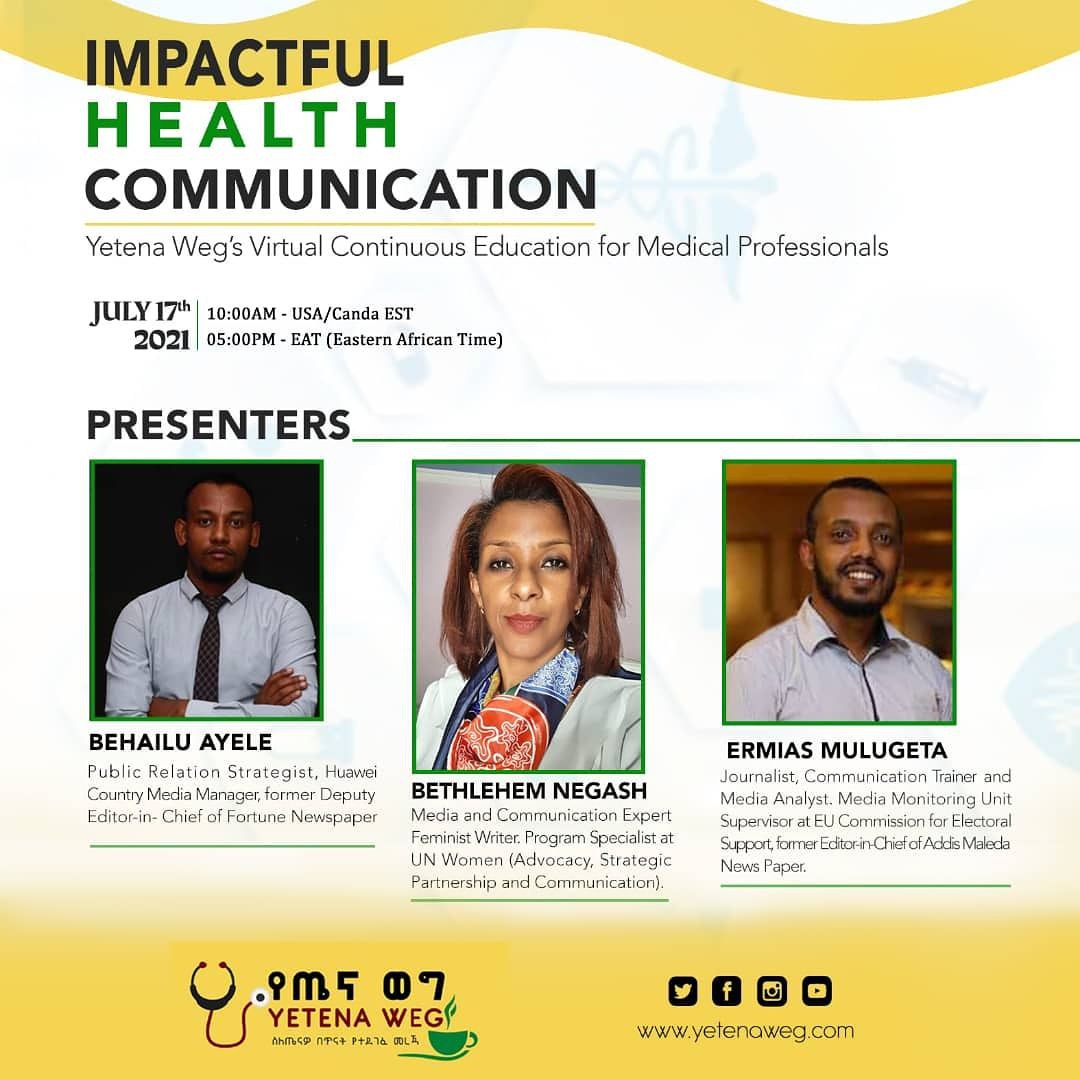 IMPACTFUL
HEALTH
COMMUNICATION
Yetena Weg's Virtual Continuous Education for Medical Professionals
JULY 17th
2021
10:00AM - USA/Canda EST
05:00PM - EAT (Eastern African Time)
PRESENTERS
BEHAILU AYELE
Public Relation Strategist, Huawei
Country Media Manager, former Deputy
Editor-in- Chief of Fortune Newspaper
BETHLEHEM NEGASH
Media and Communication Expert
Feminist Writer. Program Specialist at
UN Women (Advocacy, Strategic
Partnership and Communication).
ERMIAS MULUGETA
Journalist, Communication Trainer and
Media Analyst. Media Monitoring Unit
Supervisor at EU Commission for Electoral
Support, former Editor-in-Chief of Addis Maleda
News Paper.
የጤና ወግ
YETENA WEG
ስለጤናዎ በጥናት የተደገፈ መረጃ
www.yetenaweg.com